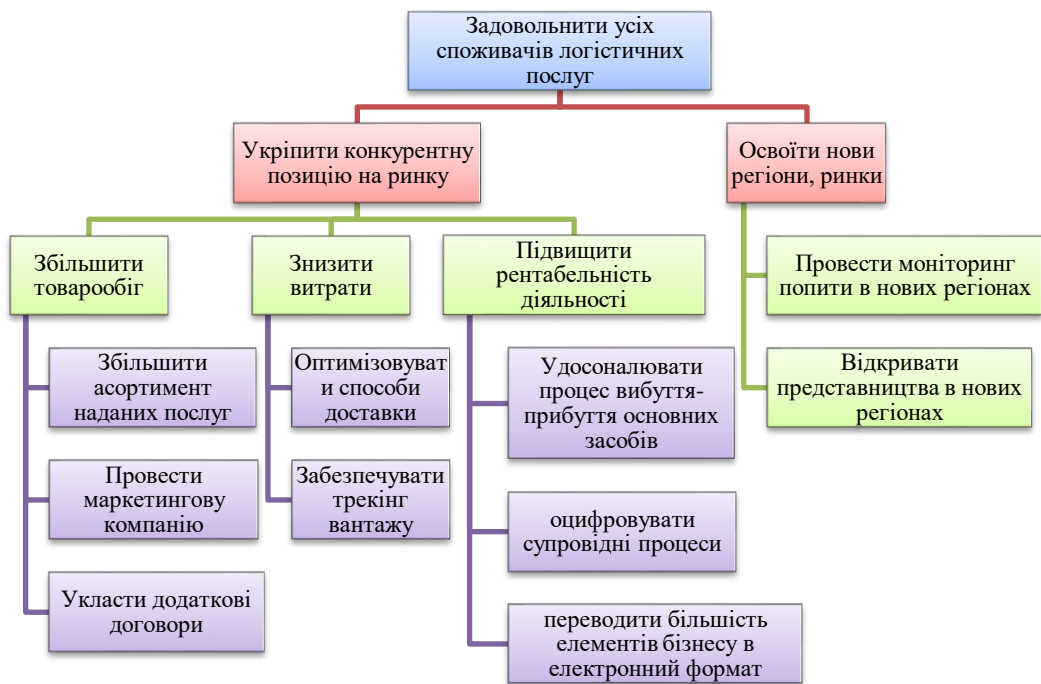 Задовольнити усіх
споживачів логістичних
послуг
Укріпити конкурентну
позицію на ринку
Освоїти нови
регіони, ринки
Збільшити
товарообіг
Знизити
витрати
Підвищити
рентабельність
діяльності
Провести моніторинг
попити в нових регіонах
Збільшити
асортимент
наданих послуг
Оптимізовуват
и способи
доставки
Удосоналювати
процес вибуття-
прибуття основних
засобів
Відкривати
представництва в нових
регіонах
Провести
маркетингову
компанію
Забезпечувати
трекінг
вантажу
оцифровувати
супровідні процеси
Укласти додаткові
договори
переводити більшість
елементів бізнесу в
електронний формат